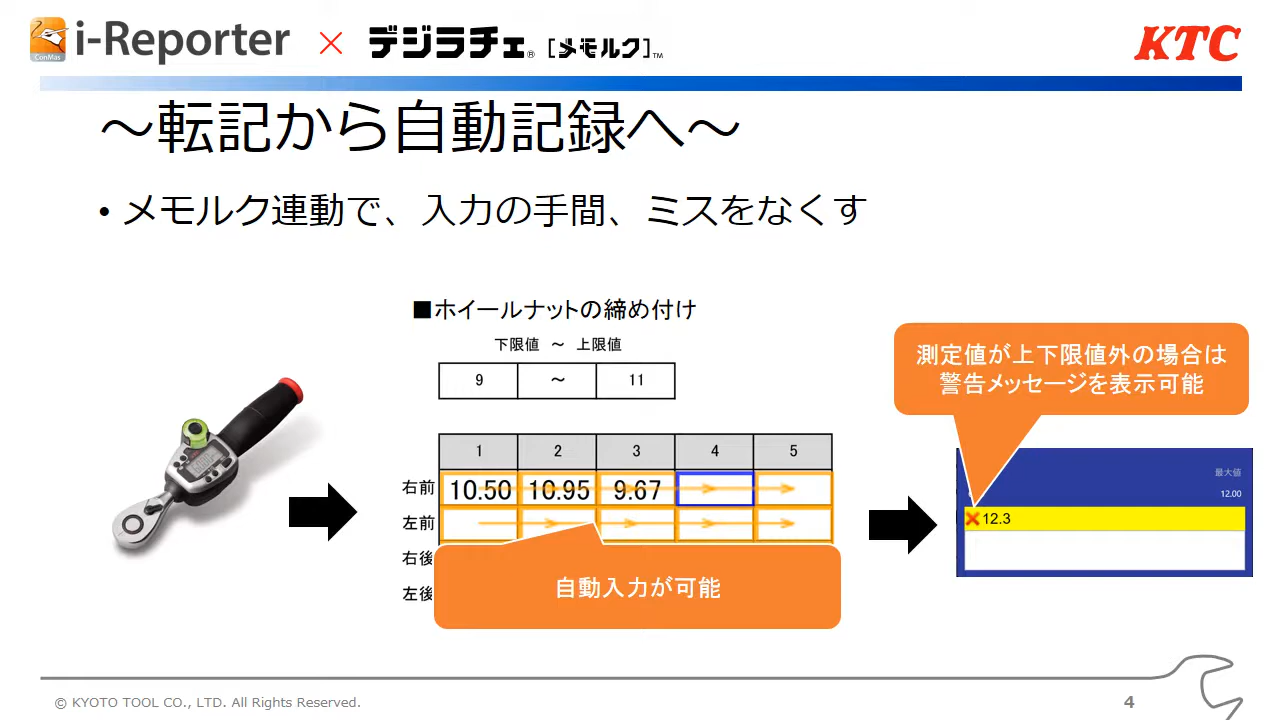 i-Reporter × デジラチェ® [メモルク]™ KTC
ConMas
～転記から自動記録へ～
• メモルク連動で、入力の手間、ミスをなくす
■ホイールナットの締め付け
下限値 ～ 上限値
9 ～ 11
1 2 3 4 5
右前 10.50 10.95 9.67
左前
右後
左後
自動入力が可能
測定値が上下限値外の場合は
警告メッセージを表示可能
最大値
12.00
12.3
© KYOTO TOOL CO., LTD. All Rights Reserved.
4